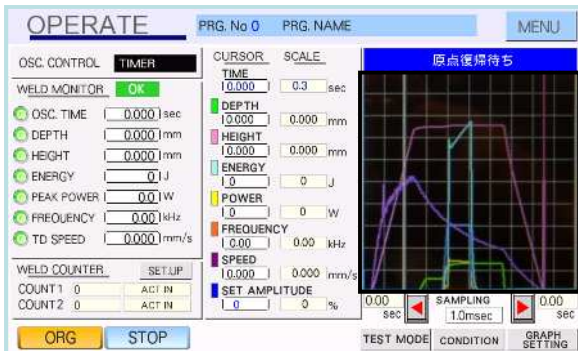 OPERATE
PRG. No 0 PRG. NAME
MENU
OSC. CONTROL TIMER
WELD MONITOR OK
OSC. TIME 0.000 sec
DEPTH 0.000 mm
HEIGHT 0.000 mm
ENERGY 0 J
PEAK POWER 0.0 W
FREQUENCY 0.00 kHz
TD SPEED 0.000 mm/s
WELD COUNTER SET.UP
COUNT1 0 ACT IN
COUNT2 0 ACT IN
ORG STOP
CURSOR SCALE
TIME
0.000 0.3 sec
DEPTH
0.000 0.000 mm
HEIGHT
0.000 0.000 mm
ENERGY
0 0 J
POWER
0 0 W
FREQUENCY
0.00 0.00 kHz
SPEED
0.000 0.000 mm/s
SET AMPLITUDE
0 0 %
原点復帰待ち
0.00 sec SAMPLING 1.0msec 0.00 sec
TEST MODE CONDITION GRAPH SETTING